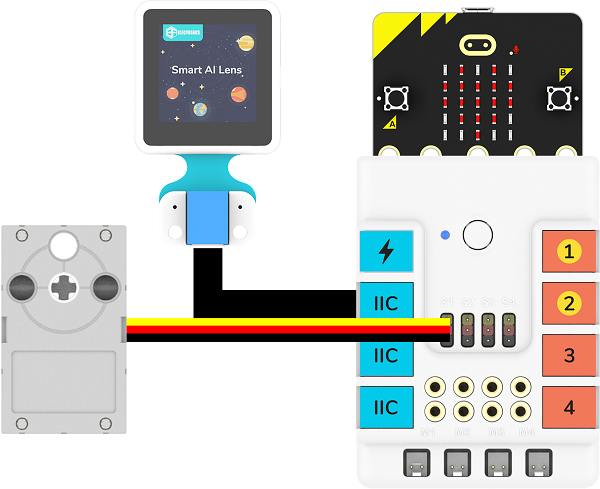 ELECFREAKS
Smart AI Lens
A
B
1
IIC
2
S1 S2 S3 S4
IIC
3
IIC
4
M1 M2 M3 M4